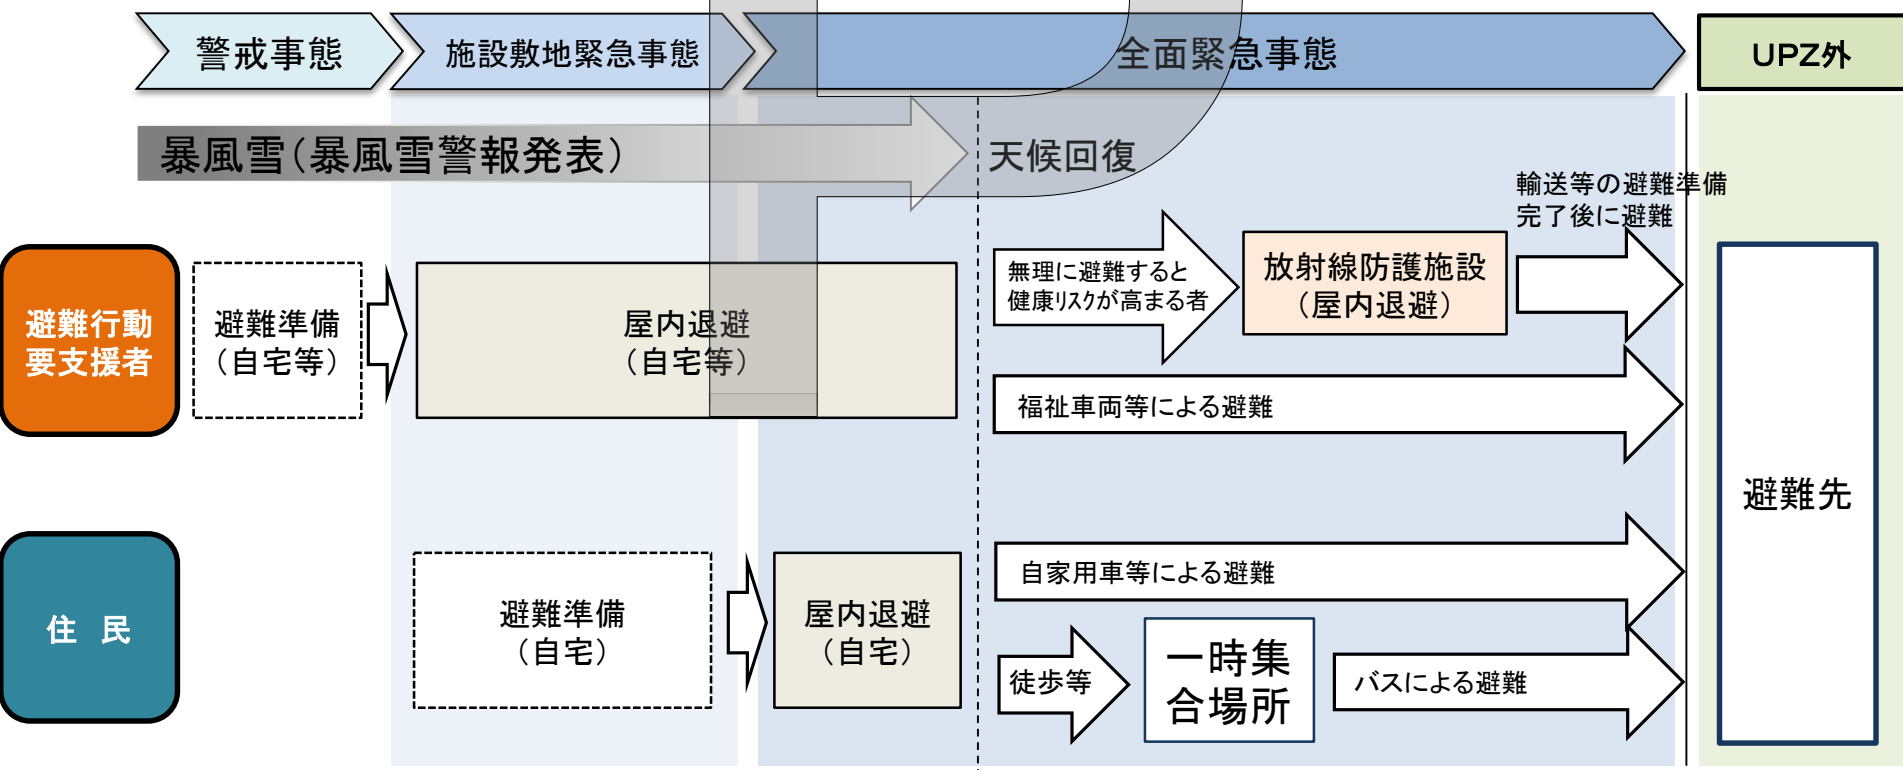 警戒事態
施設敷地緊急事態
全面緊急事態
UPZ外
暴風雪(暴風雪警報発表)
天候回復
輸送等の避難準備
完了後に避難
避難行動
要支援者
避難準備
(自宅等)
屋内退避
(自宅等)
無理に避難すると
健康リスクが高まる者
放射線防護施設
(屋内退避)
福祉車両等による避難
避難先
住 民
避難準備
(自宅)
屋内退避
(自宅)
自家用車等による避難
徒歩等
一時集
合場所
バスによる避難